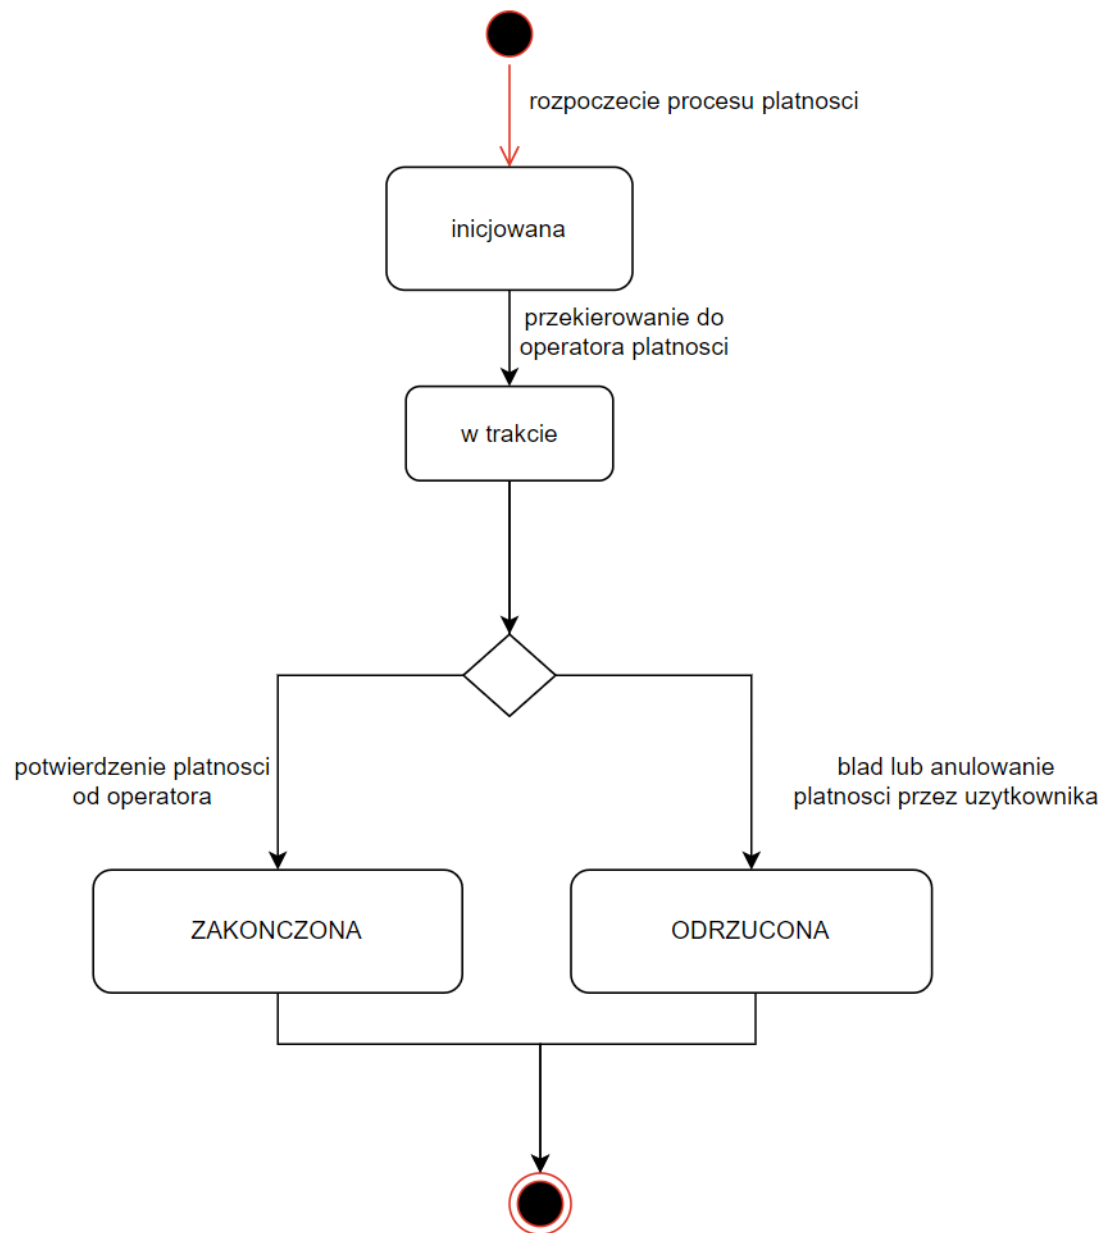 rozpoczecie procesu platnosci
inicjowana
przekierowanie do
operatora platnosci
w trakcie
potwierdzenie platnosci
od operatora
blad lub anulowanie
platnosci przez uzytkownika
ZAKONCZONA
ODRZUCONA